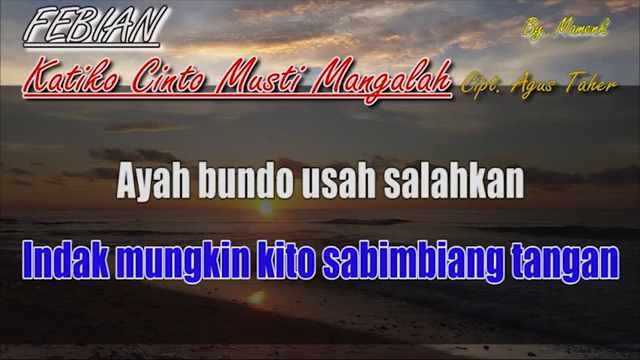 FEBIAN
By. Mamenk
Katiko Cinto Musti Mangalah
Cipt. Agus Taher
Ayah bundo usah salahkan
Indak mungkin kito sabimbiang tangan